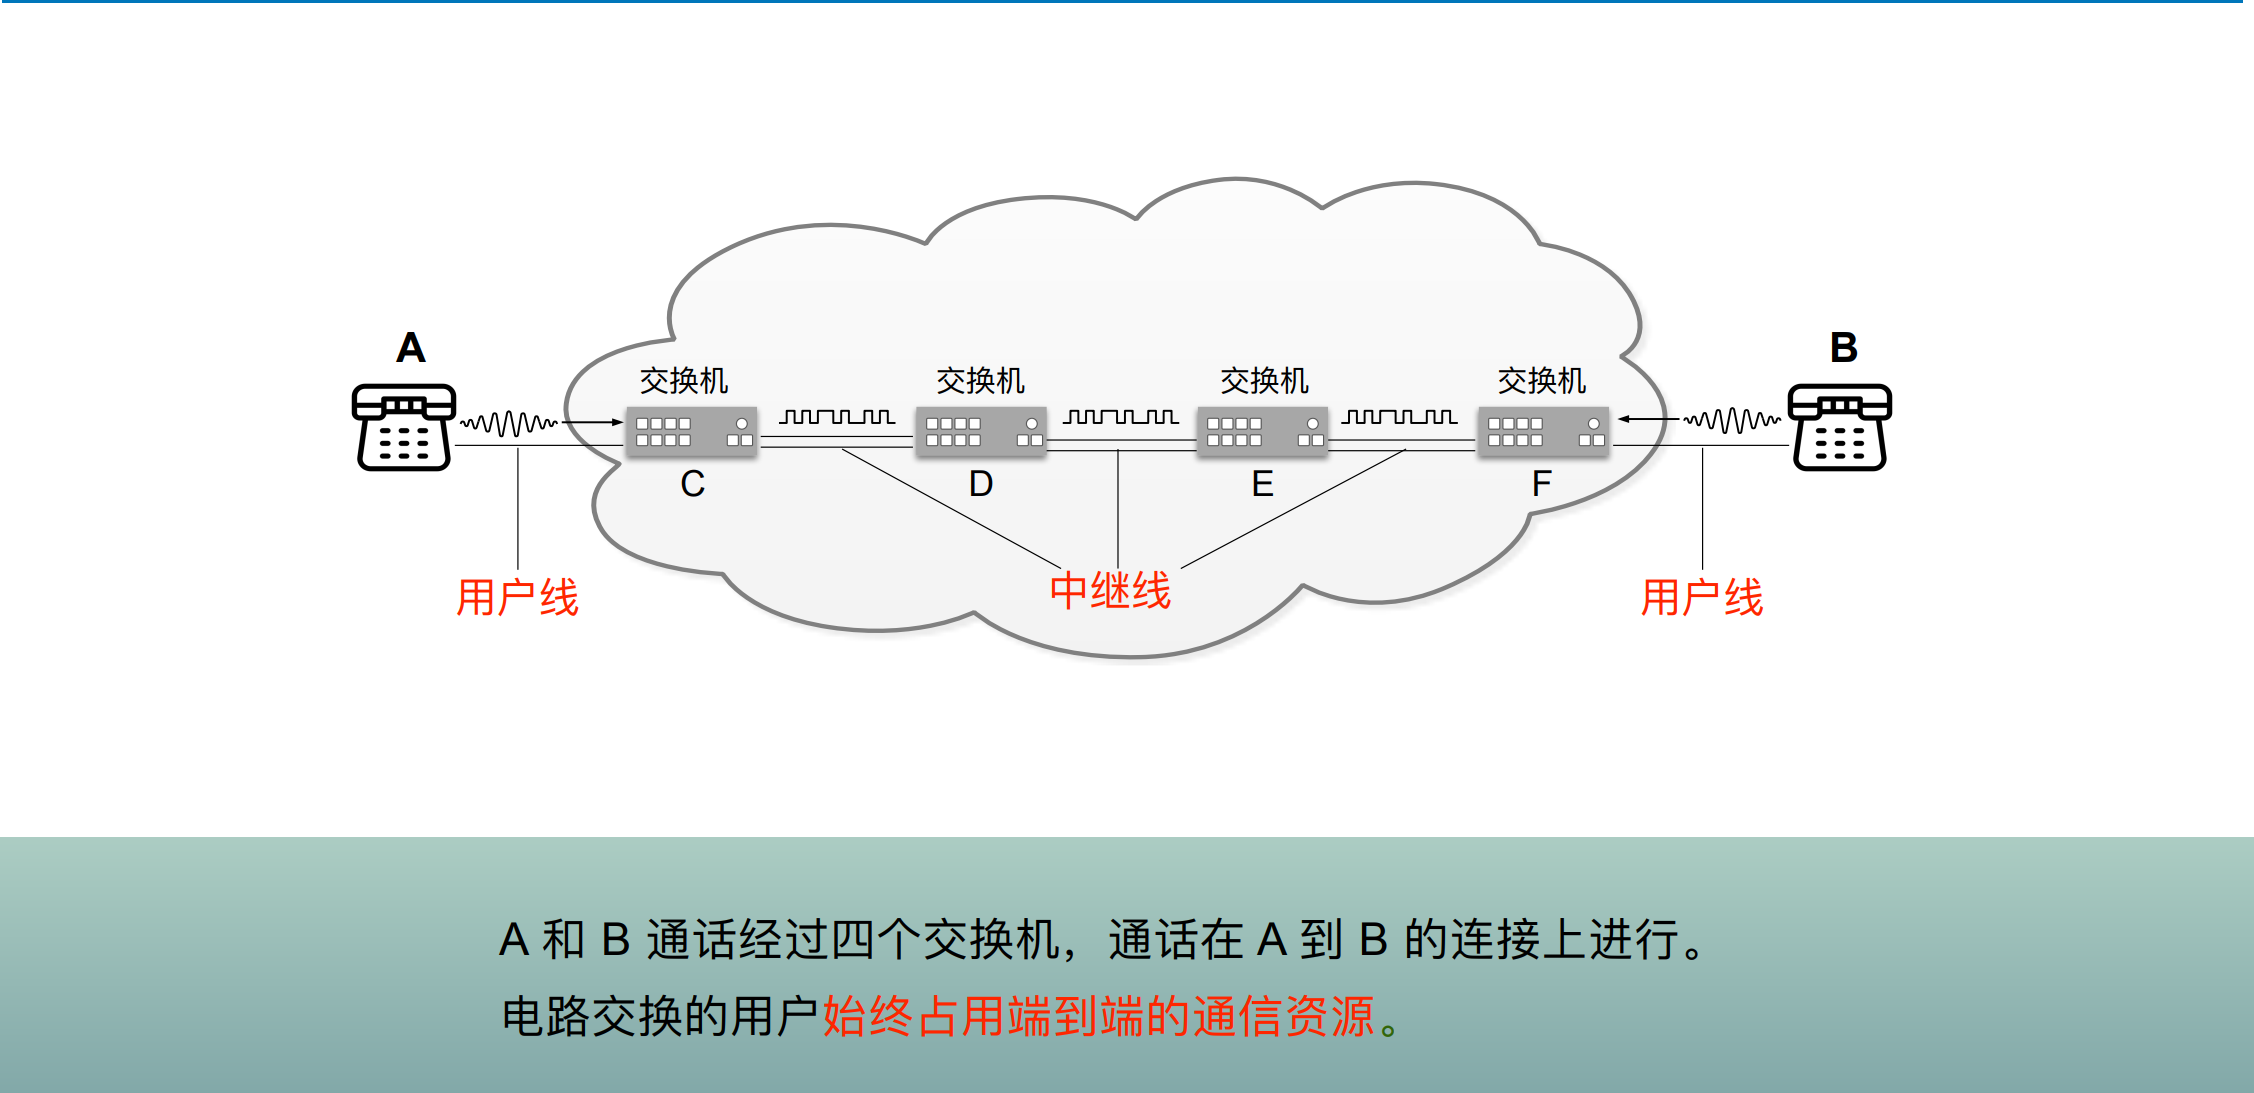 A
B
交换机
交换机
交换机
交换机
C
D
E
F
用户线
中继线
用户线
A 和 B 通话经过四个交换机，通话在 A 到 B 的连接上进行。
电路交换的用户始终占用端到端的通信资源。